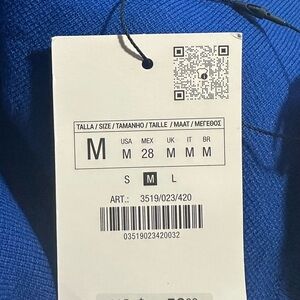 TALLA / SIZE / TAMANHO / TAILLE / MAAT / ΜΕΓΕΘΟΣ
M
USA MEX UK IT BR
M 28 M M M
S M L
ART.: 3519/023/420
03519023420032